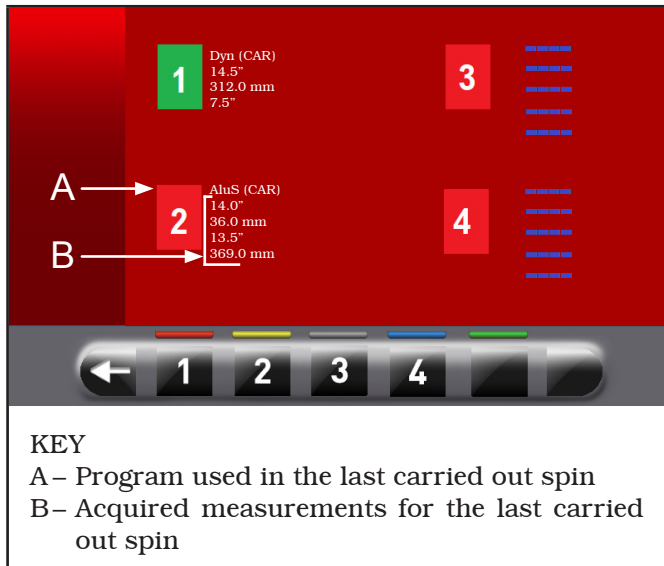 1
Dyn (CAR)
14.5”
312.0 mm
7.5”
3
A
2
AluS (CAR)
14.0”
36.0 mm
13.5”
369.0 mm
B
4
1 2 3 4
KEY
A – Program used in the last carried out spin
B – Acquired measurements for the last carried
out spin